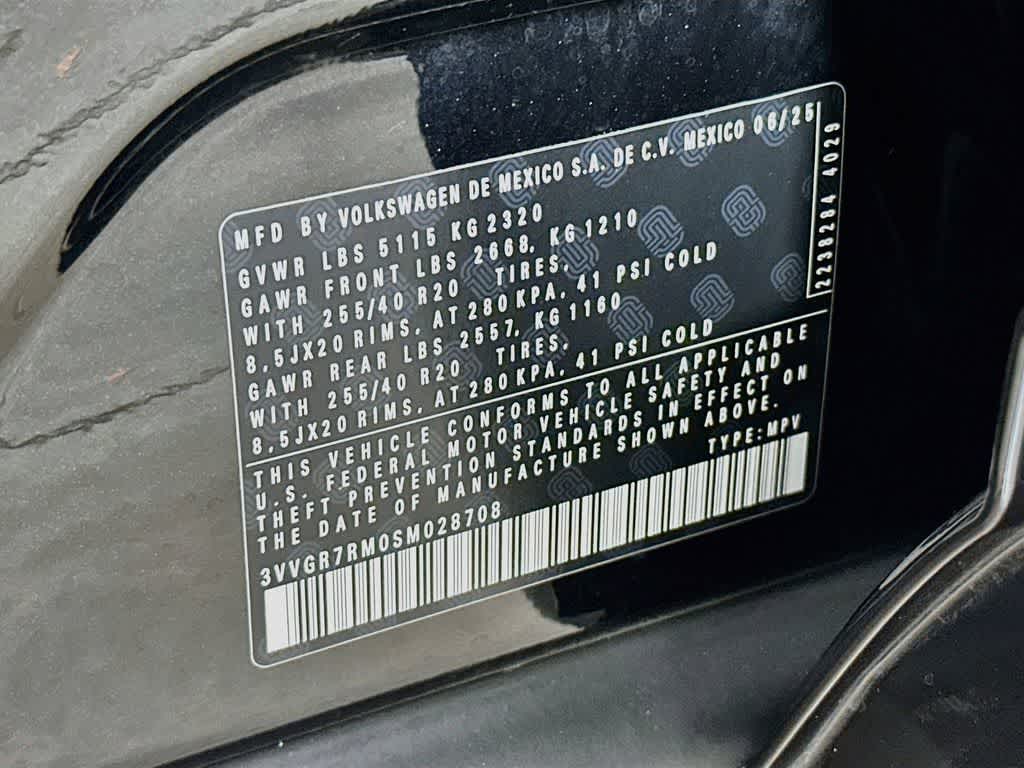 MFD BY VOLKSWAGEN DE MEXICO S.A. DE C.V. MEXICO 06/25
GVWR LBS 5115 KG 2320
GAWR FRONT LBS 2668, KG 1210
WITH 255/40 R20 TIRES,
8,5JX20 RIMS, AT 280 KPA, 41 PSI COLD
GAWR REAR LBS 2557, KG 1160
WITH 255/40 R20 TIRES,
8,5JX20 RIMS, AT 280 KPA, 41 PSI COLD
2238284 4029
THIS VEHICLE CONFORMS TO ALL APPLICABLE
U.S. FEDERAL MOTOR VEHICLE SAFETY AND
THEFT PREVENTION STANDARDS IN EFFECT ON
THE DATE OF MANUFACTURE SHOWN ABOVE.
3VVGR7RM0SM028708 TYPE:MPV